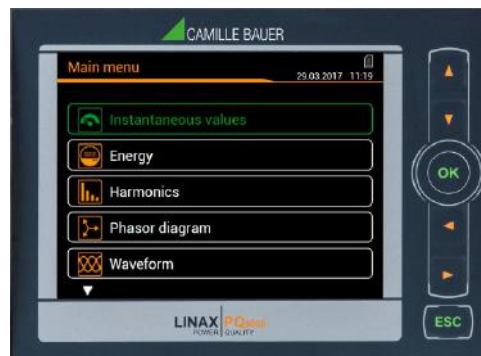 CAMILLE BAUER
Main menu
29.03.2017 11:19
Instantaneous values
Energy
Harmonics
Phasor diagram
Waveform
OK
LINAX
POWER QUALITY
ESC